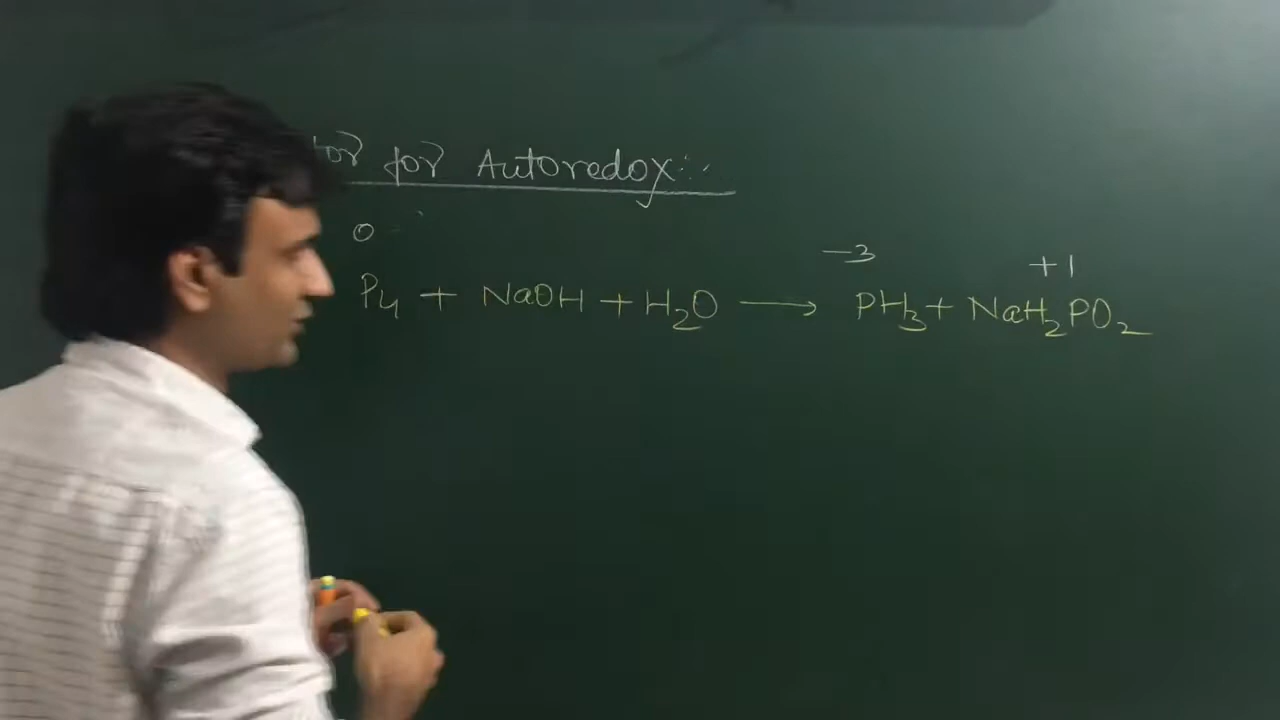 for Autoredox :-
0
-3 +1
P4 + NaOH + H2O → PH3 + NaH2PO2